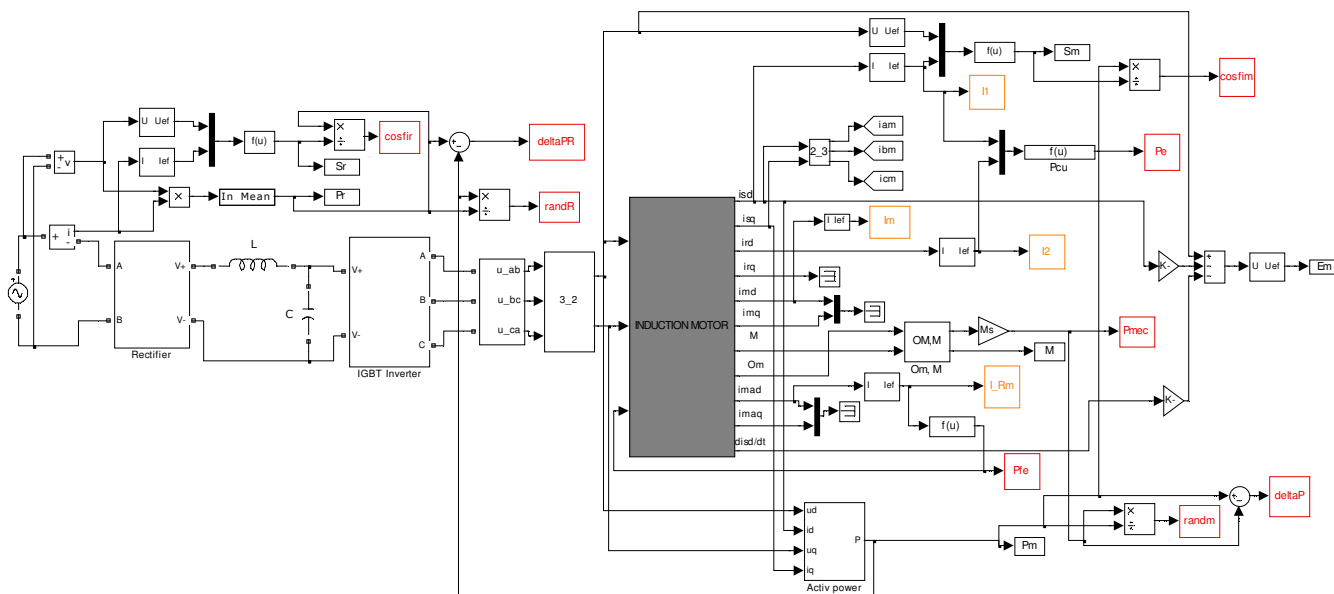 U Uef
I Ief
f(u)
×
÷
cosfir
Sr
+
-
v
×
In Mean
Pr
+
-
deltaPR
×
÷
randR
+
i
-
A
B
V+
V-
Rectifier
L
C
V+
V-
A
B
C
IGBT Inverter
u_ab
u_bc
u_ca
3_2
INDUCTION MOTOR
isd
isq
ird
irq
imd
imq
M
Om
imad
imaq
disd/dt
U Uef
I Ief
f(u)
Sm
×
÷
cosfim
I1
2_3
iam
ibm
icm
f(u)
Pcu
Pe
I Ief
Im
I Ief
I2
OM,M
Om, M
Ms
Pmec
M
I Ief
I_Rm
f(u)
Pfe
K-
K-
+
-
-
U Uef
Em
ud
id
uq
iq
P
Activ power
Pm
×
÷
randm
+
-
deltaP